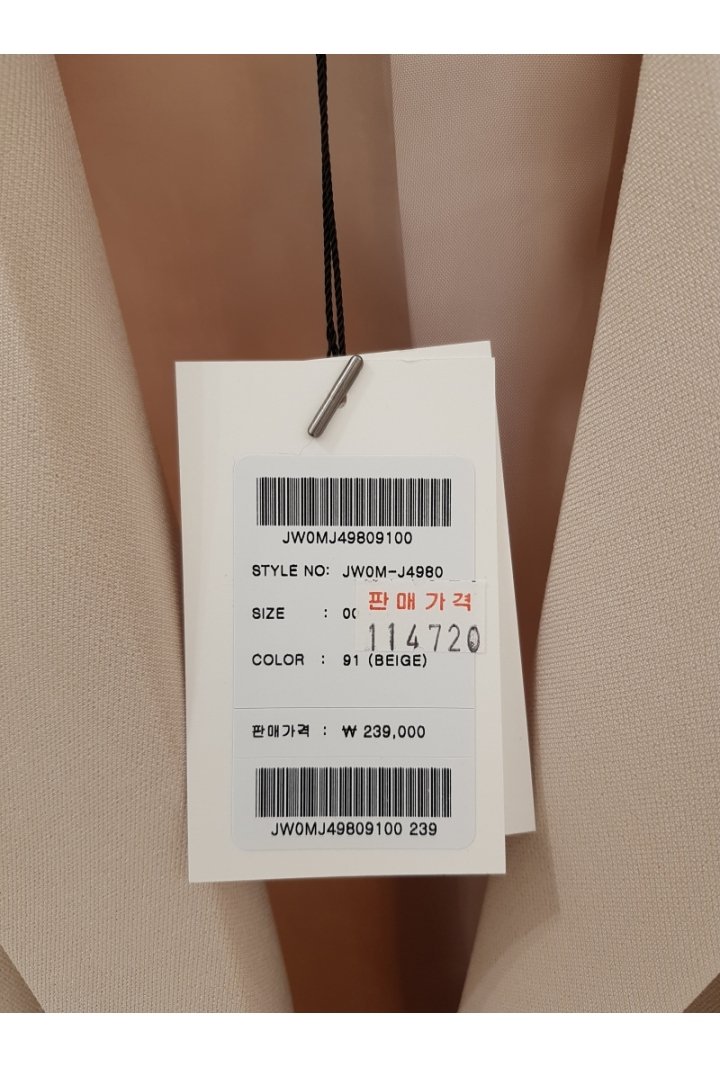 JW0MJ49809100
STYLE NO: JW0M-J4980
판매가격
SIZE : 00
114720
COLOR : 91 (BEIGE)
판매가격 : ₩ 239,000
JW0MJ49809100 239